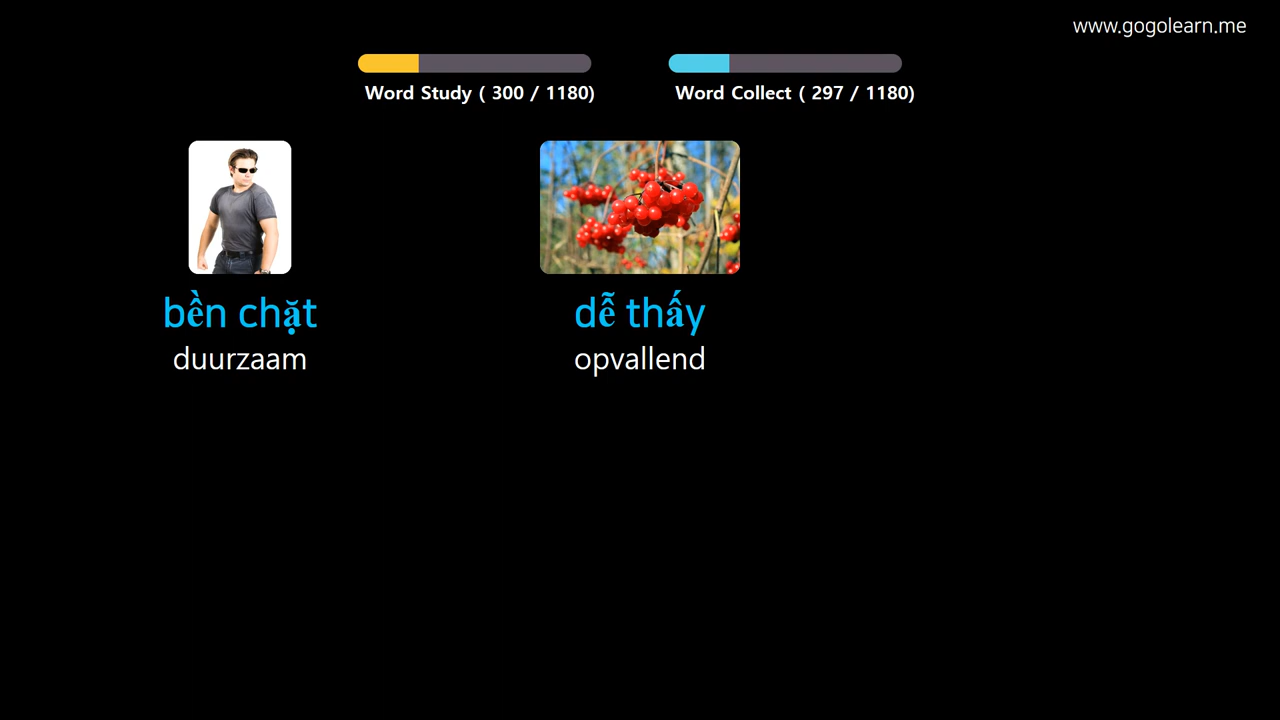 www.gogolearn.me
Word Study ( 300 / 1180)
Word Collect ( 297 / 1180)
bền chặt
duurzaam
dễ thấy
opvallend